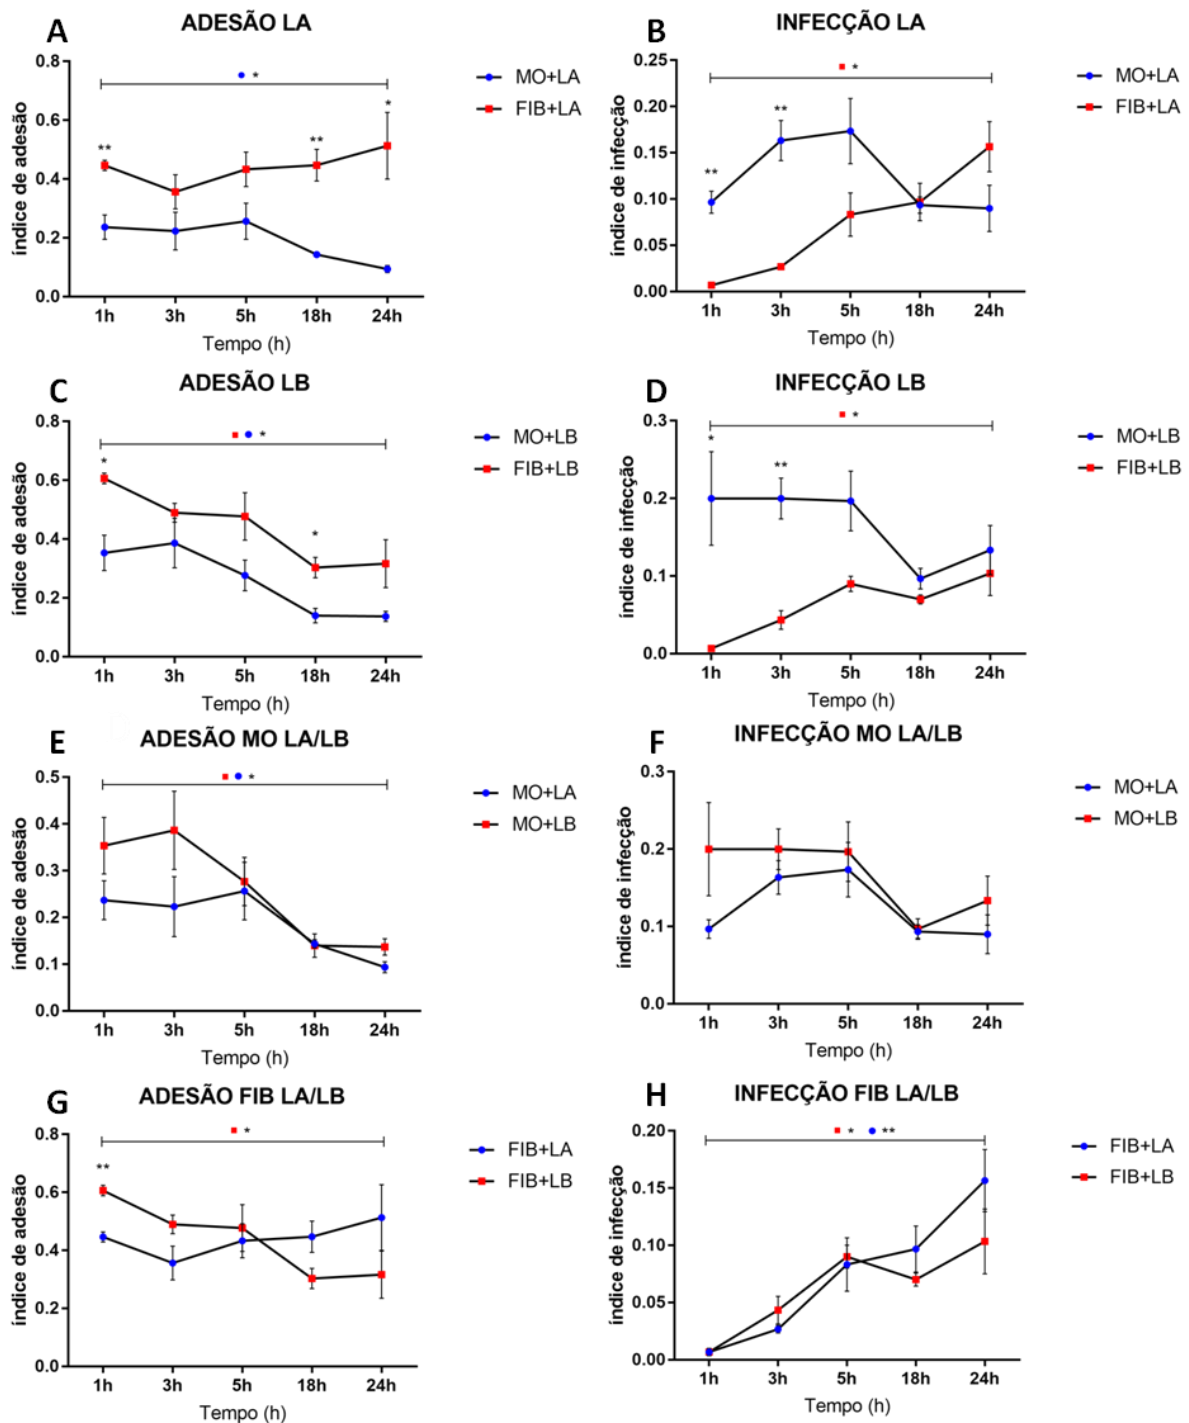 A
ADESÃO LA
índice de adesão
0.8
0.6
0.4
0.2
0.0
*
**
**
*
1h 3h 5h 18h 24h
Tempo (h)
MO+LA
FIB+LA
B
INFECÇÃO LA
índice de infecção
0.25
0.20
0.15
0.10
0.05
0.00
*
**
**
1h 3h 5h 18h 24h
Tempo (h)
MO+LA
FIB+LA
C
ADESÃO LB
índice de adesão
0.8
0.6
0.4
0.2
0.0
*
*
*
1h 3h 5h 18h 24h
Tempo (h)
MO+LB
FIB+LB
D
INFECÇÃO LB
índice de infecção
0.3
0.2
0.1
0.0
*
*
**
1h 3h 5h 18h 24h
Tempo (h)
MO+LB
FIB+LB
E
ADESÃO MO LA/LB
índice de adesão
0.5
0.4
0.3
0.2
0.1
0.0
*
1h 3h 5h 18h 24h
Tempo (h)
MO+LA
MO+LB
F
INFECÇÃO MO LA/LB
índice de infecção
0.3
0.2
0.1
0.0
1h 3h 5h 18h 24h
Tempo (h)
MO+LA
MO+LB
G
ADESÃO FIB LA/LB
índice de adesão
0.8
0.6
0.4
0.2
0.0
*
**
1h 3h 5h 18h 24h
Tempo (h)
FIB+LA
FIB+LB
H
INFECÇÃO FIB LA/LB
índice de infecção
0.20
0.15
0.10
0.05
0.00
* **
1h 3h 5h 18h 24h
Tempo (h)
FIB+LA
FIB+LB